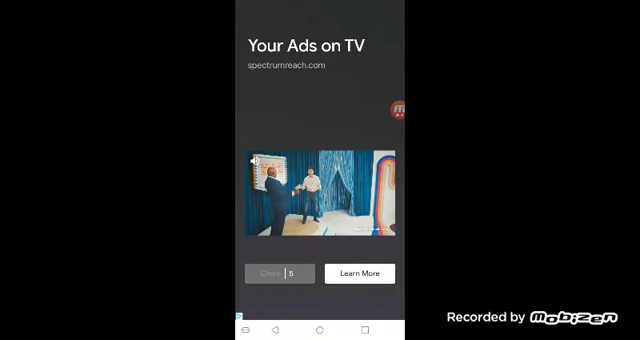 Your Ads on TV
spectrumreach.com
Close | 5
Learn More
Recorded by Mobizen